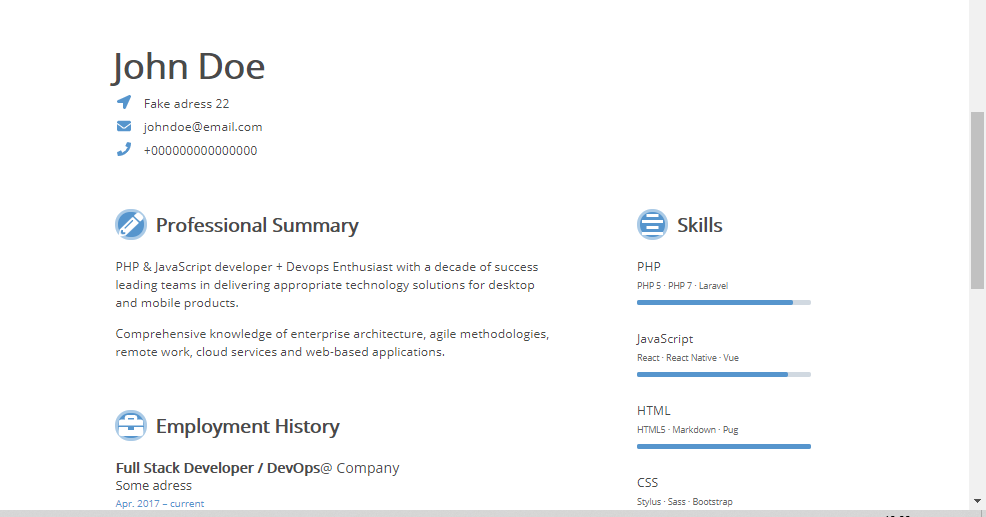 John Doe
Fake adress 22
johndoe@email.com
+000000000000000
Professional Summary
PHP & JavaScript developer + Devops Enthusiast with a decade of success
leading teams in delivering appropriate technology solutions for desktop
and mobile products.
Comprehensive knowledge of enterprise architecture, agile methodologies,
remote work, cloud services and web-based applications.
Employment History
Full Stack Developer / DevOps@ Company
Some adress
Apr. 2017 – current
Skills
PHP
PHP 5 · PHP 7 · Laravel
JavaScript
React · React Native · Vue
HTML
HTML5 · Markdown · Pug
CSS
Stylus · Sass · Bootstrap